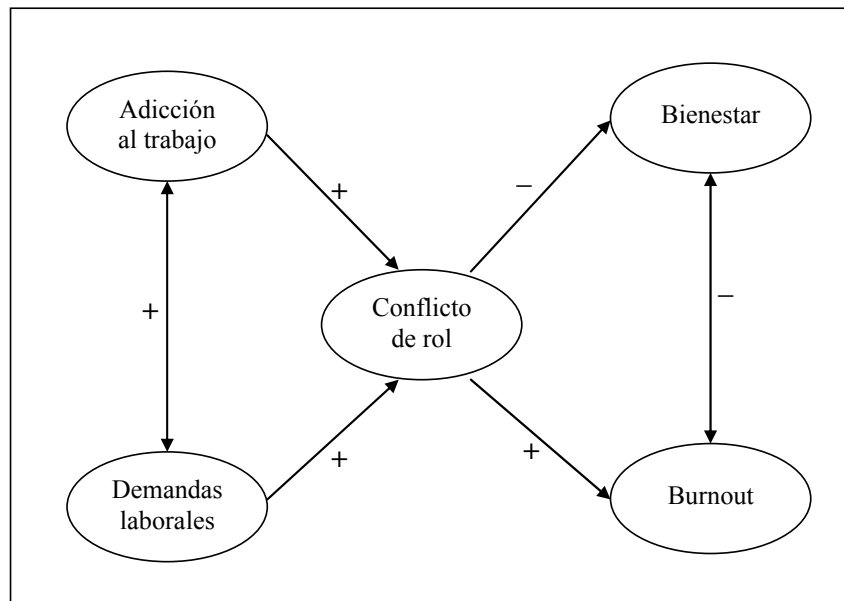 Adicción
al trabajo
Bienestar
+
–
+
–
Conflicto
de rol
+
+
Demandas
laborales
Burnout